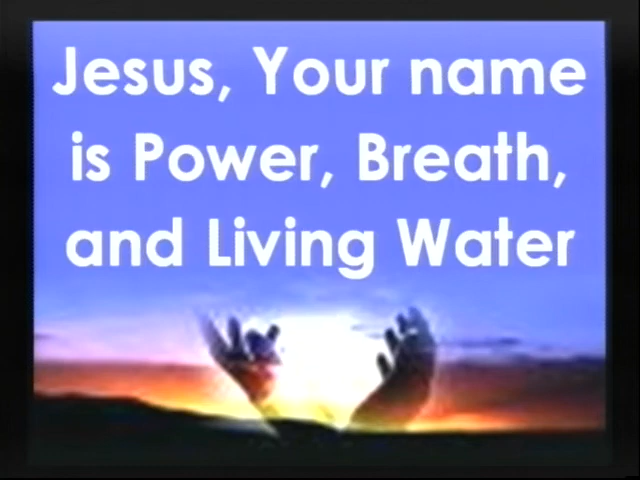 Jesus, Your name
is Power, Breath,
and Living Water